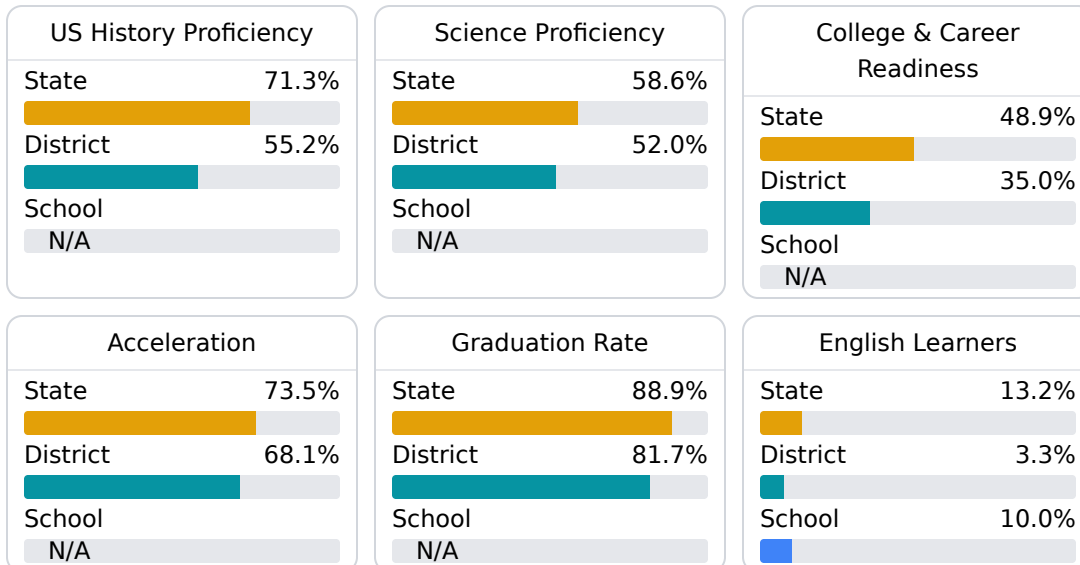 US History Proficiency
State 71.3%
District 55.2%
School
N/A
Science Proficiency
State 58.6%
District 52.0%
School
N/A
College & Career
Readiness
State 48.9%
District 35.0%
School
N/A
Acceleration
State 73.5%
District 68.1%
School
N/A
Graduation Rate
State 88.9%
District 81.7%
School
N/A
English Learners
State 13.2%
District 3.3%
School 10.0%